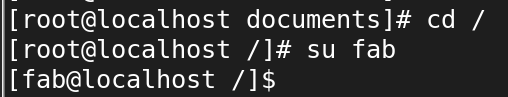 [root@localhost documents]# cd /
[root@localhost /]# su fab
[fab@localhost /]$